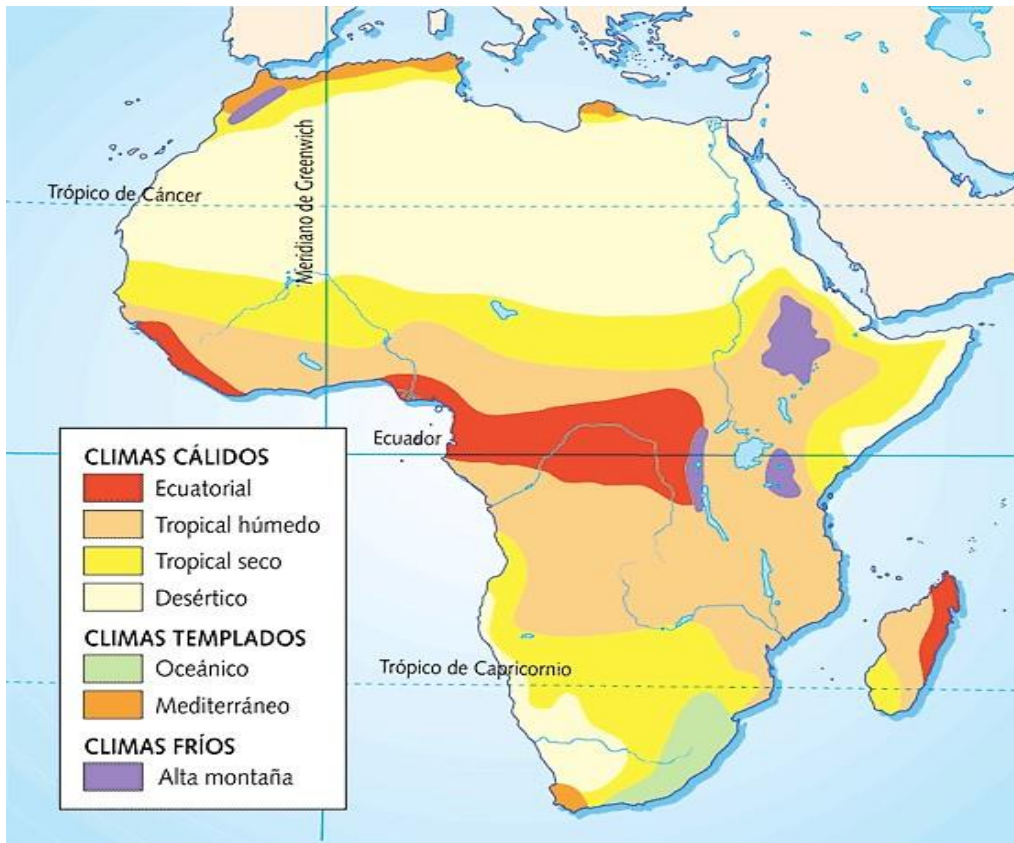 Trópico de Cáncer
Meridiano de Greenwich
Ecuador
CLIMAS CÁLIDOS
Ecuatorial
Tropical húmedo
Tropical seco
Desértico
CLIMAS TEMPLADOS
Oceánico
Mediterráneo
CLIMAS FRÍOS
Alta montaña
Trópico de Capricornio